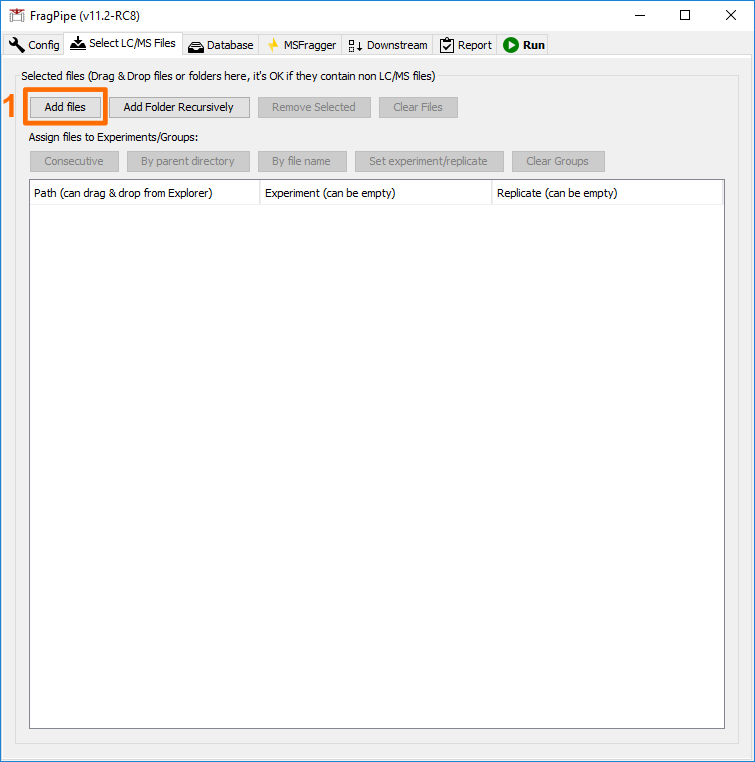 FragPipe (v11.2-RC8)
Config Select LC/MS Files Database MSFragger Downstream Report Run
Selected files (Drag & Drop files or folders here, it's OK if they contain non LC/MS files)
1 Add files Add Folder Recursively Remove Selected Clear Files
Assign files to Experiments/Groups:
Consecutive By parent directory By file name Set experiment/replicate Clear Groups
Path (can drag & drop from Explorer) Experiment (can be empty) Replicate (can be empty)